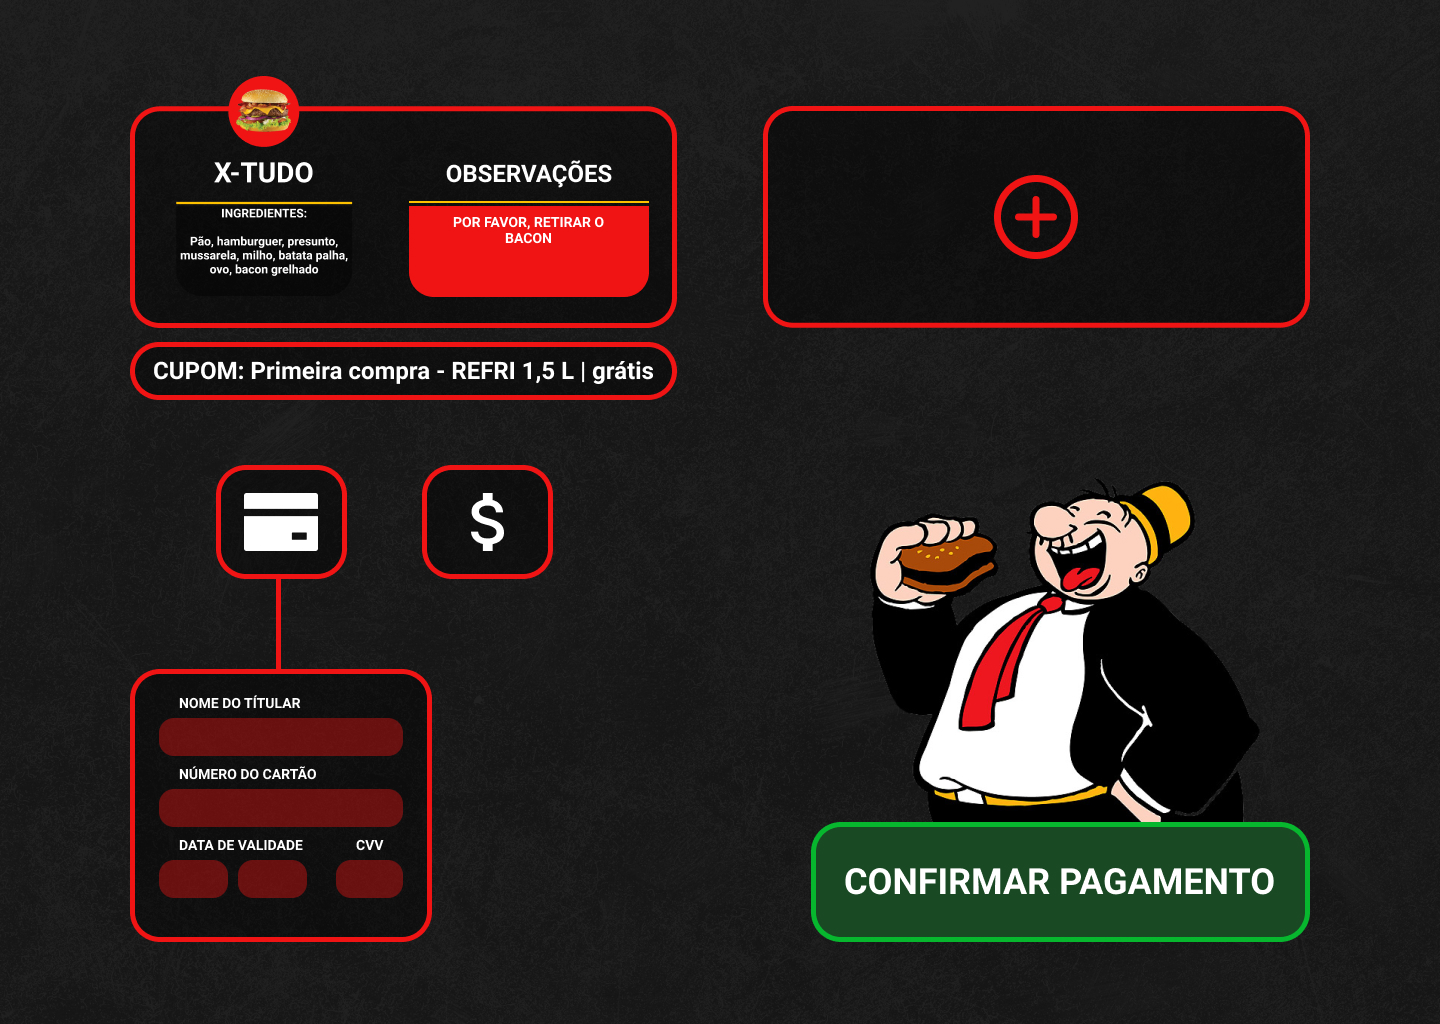 X-TUDO
INGREDIENTES:
Pão, hamburguer, presunto,
mussarela, milho, batata palha,
ovo, bacon grelhado
OBSERVAÇÕES
POR FAVOR, RETIRAR O
BACON
CUPOM: Primeira compra - REFRI 1,5 L | grátis
$
NOME DO TÍTULAR
NÚMERO DO CARTÃO
DATA DE VALIDADE CVV
CONFIRMAR PAGAMENTO